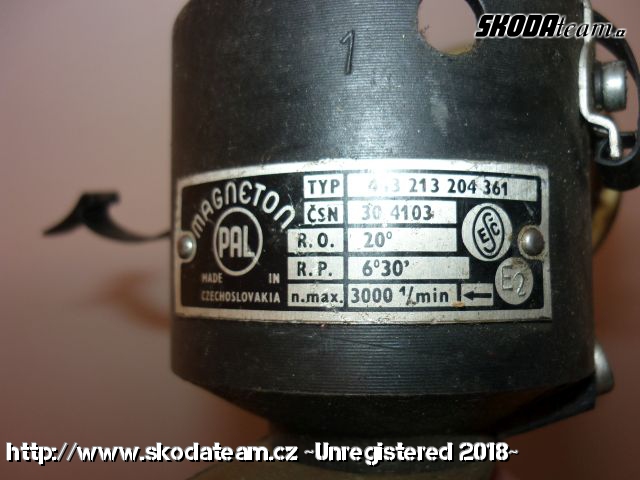 SKODAteam.cz
1
MAGNETON
PAL
MADE IN
CZECHOSLOVAKIA
TYP 443 213 204 361
ČSN 30 4103
R. O. 20°
R. P. 6°30'
n.max. 3000 1/min
ESČ
E2
http://www.skodateam.cz ~Unregistered 2018~